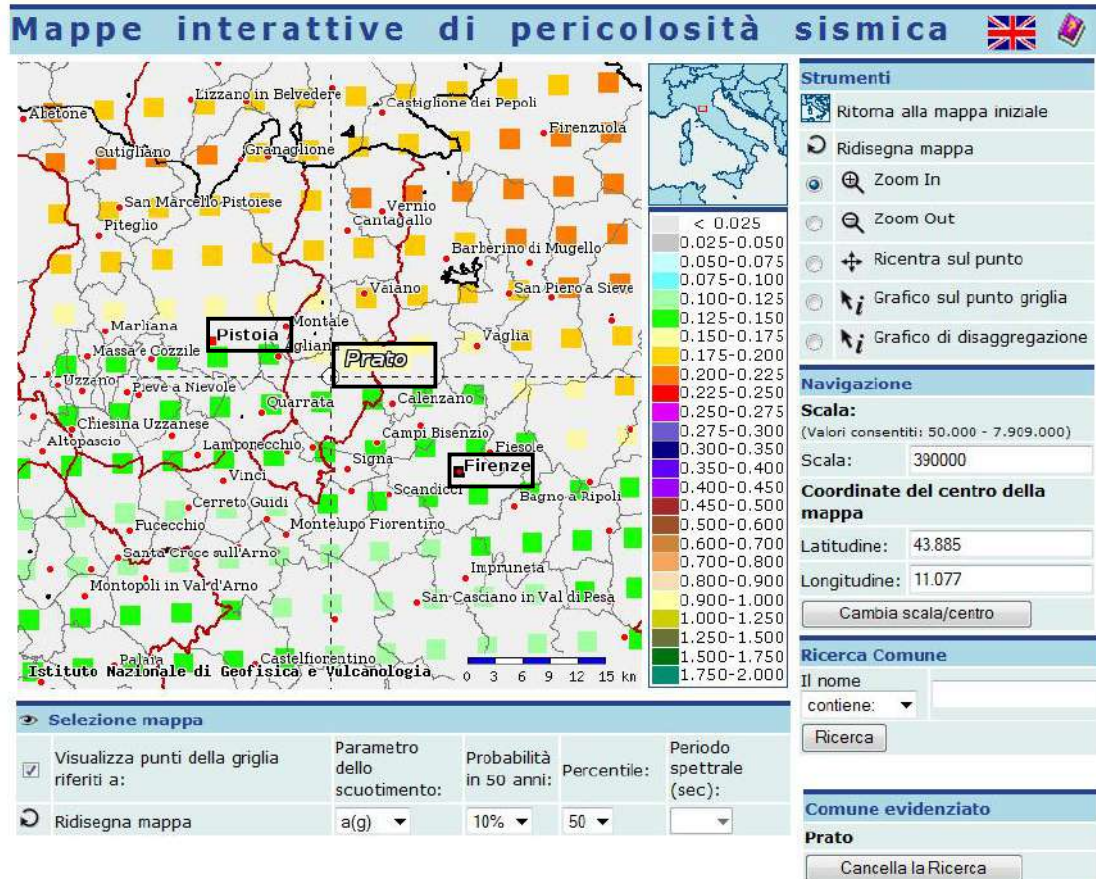 Mappe interattive di pericolosità sismica
Lizzano in Belvedere
Castiglione dei Pepoli
Abetone
Firenzuola
Cutigliano
Granaglione
San Marcello Pistoiese
Vernio
Piteglio
Cantagallo
Barberino di Mugello
Vaiano
San Piero a Sieve
Marliana
Pistoia
Montale
Agliana
Prato
Vaglia
Massa e Cozzile
Uzzano
Pieve a Nievole
Quarrata
Calenzano
Chiesina Uzzanese
Campi Bisenzio
Altopascio
Lamporecchio
Fiesole
Signa
Firenze
Vinci
Scandicci
Bagno a Ripoli
Cerreto Guidi
Fucecchio
Montelupo Fiorentino
Santa Croce sull'Arno
Impruneta
Montopoli in Val d'Arno
San Casciano in Val di Pesa
Palaia
Castelfiorentino
Istituto Nazionale di Geofisica e Vulcanologia
0 3 6 9 12 15 km
< 0.025
0.025-0.050
0.050-0.075
0.075-0.100
0.100-0.125
0.125-0.150
0.150-0.175
0.175-0.200
0.200-0.225
0.225-0.250
0.250-0.275
0.275-0.300
0.300-0.350
0.350-0.400
0.400-0.450
0.450-0.500
0.500-0.600
0.600-0.700
0.700-0.800
0.800-0.900
0.900-1.000
1.000-1.250
1.250-1.500
1.500-1.750
1.750-2.000
Strumenti
Ritorna alla mappa iniziale
Ridisegna mappa
Zoom In
Zoom Out
Ricentra sul punto
i Grafico sul punto griglia
i Grafico di disaggregazione
Navigazione
Scala:
(Valori consentiti: 50.000 - 7.909.000)
Scala: 390000
Coordinate del centro della
mappa
Latitudine: 43.885
Longitudine: 11.077
Cambia scala/centro
Ricerca Comune
Il nome
contiene:
Ricerca
Comune evidenziato
Prato
Cancella la Ricerca
Selezione mappa
Visualizza punti della griglia
riferiti a:
Parametro
dello
scuotimento:
Probabilità
in 50 anni:
Percentile:
Periodo
spettrale
(sec):
Ridisegna mappa
a(g)
10%
50